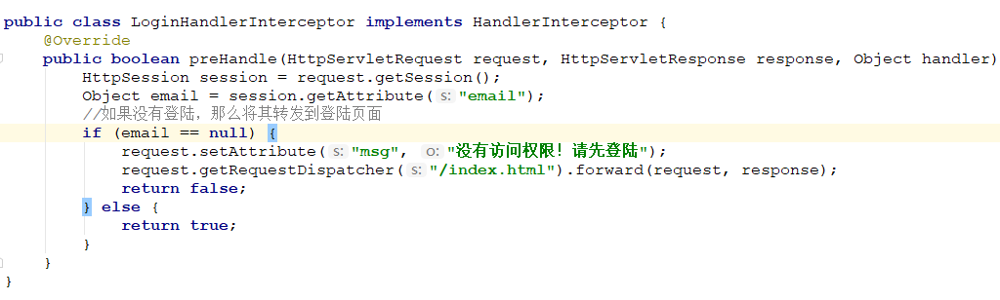 public class LoginHandlerInterceptor implements HandlerInterceptor {
@Override
public boolean preHandle(HttpServletRequest request, HttpServletResponse response, Object handler)
HttpSession session = request.getSession();
Object email = session.getAttribute( s: "email");
//如果没有登陆，那么将其转发到登陆页面
if (email == null) {
request.setAttribute( s: "msg", o: "没有访问权限！请先登陆");
request.getRequestDispatcher( s: "/index.html").forward(request, response);
return false;
} else {
return true;
}
}
}